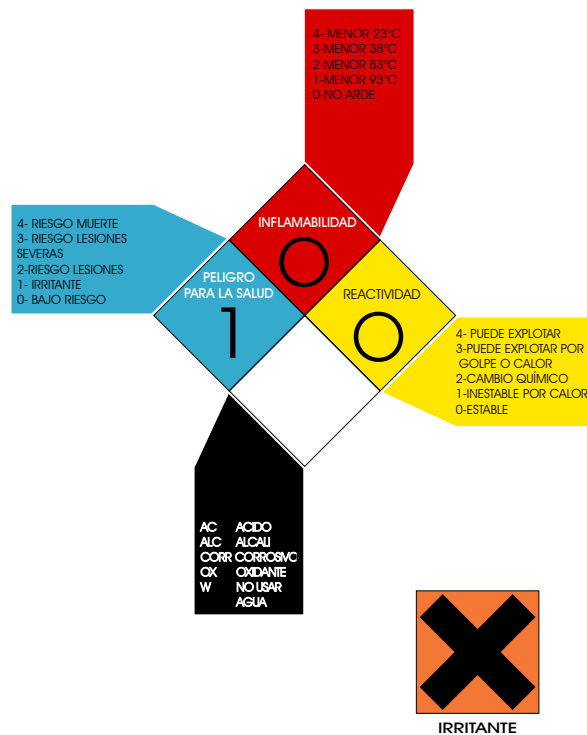 4- MENOR 23°C
3-MENOR 38°C
2-MENOR 83°C
1-MENOR 93°C
0-NO ARDE
INFLAMABILIDAD
0
4- RIESGO MUERTE
3- RIESGO LESIONES
SEVERAS
2-RIESGO LESIONES
1- IRRITANTE
0- BAJO RIESGO
PELIGRO
PARA LA SALUD
1
REACTIVIDAD
0
4- PUEDE EXPLOTAR
3-PUEDE EXPLOTAR POR
GOLPE O CALOR
2-CAMBIO QUÍMICO
1-INESTABLE POR CALOR
0-ESTABLE
AC ACIDO
ALC ALCALI
CORR CORROSIVO
OX OXIDANTE
W NO USAR
AGUA
IRRITANTE